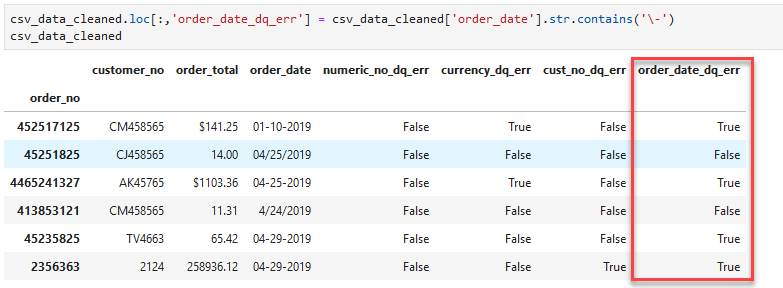 csv_data_cleaned.loc[:,'order_date_dq_err'] = csv_data_cleaned['order_date'].str.contains('\-')
csv_data_cleaned
customer_no order_total order_date numeric_no_dq_err currency_dq_err cust_no_dq_err order_date_dq_err
order_no
452517125 CM458565 $141.25 01-10-2019 False True False True
45251825 CJ458565 14.00 04/25/2019 False False False False
4465241327 AK45765 $1103.36 04-25-2019 False True False True
413853121 CM458565 11.31 4/24/2019 False False False False
45235825 TV4663 65.42 04-29-2019 False False False True
2356363 2124 258936.12 04-29-2019 False False True True